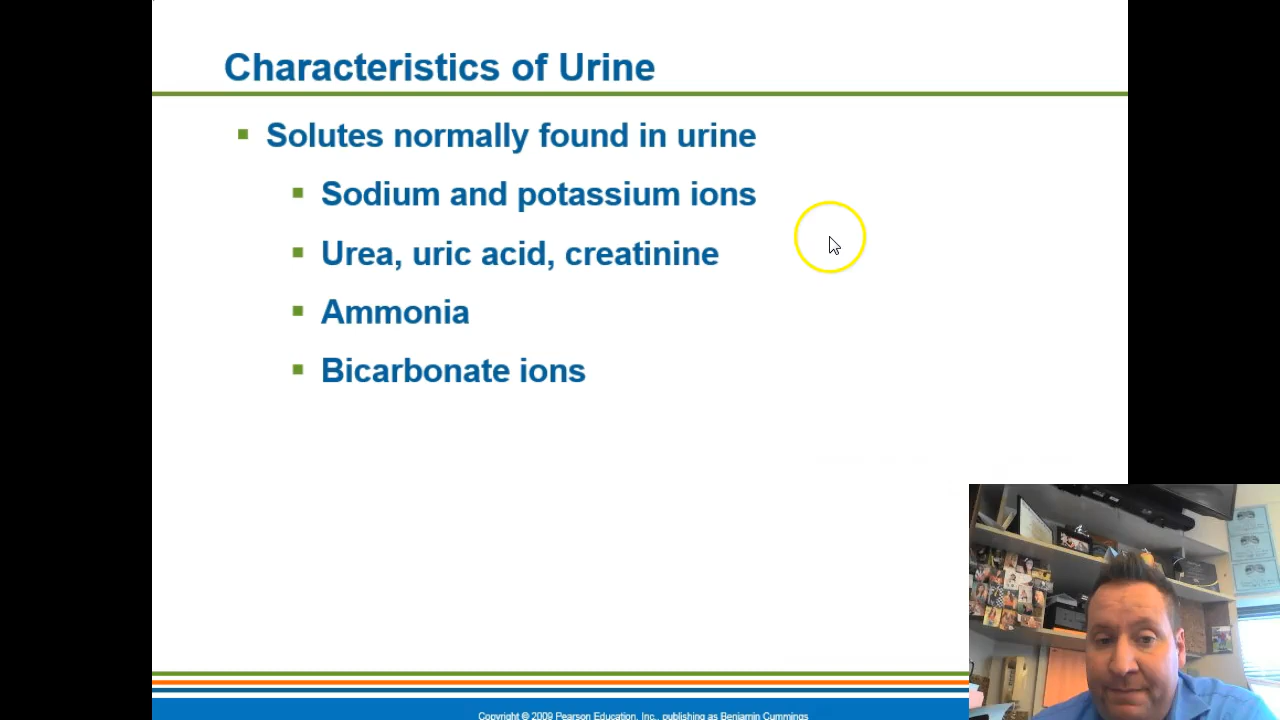 Characteristics of Urine
Solutes normally found in urine
Sodium and potassium ions
Urea, uric acid, creatinine
Ammonia
Bicarbonate ions
Copyright © 2009 Pearson Education, Inc., publishing as Benjamin Cummings